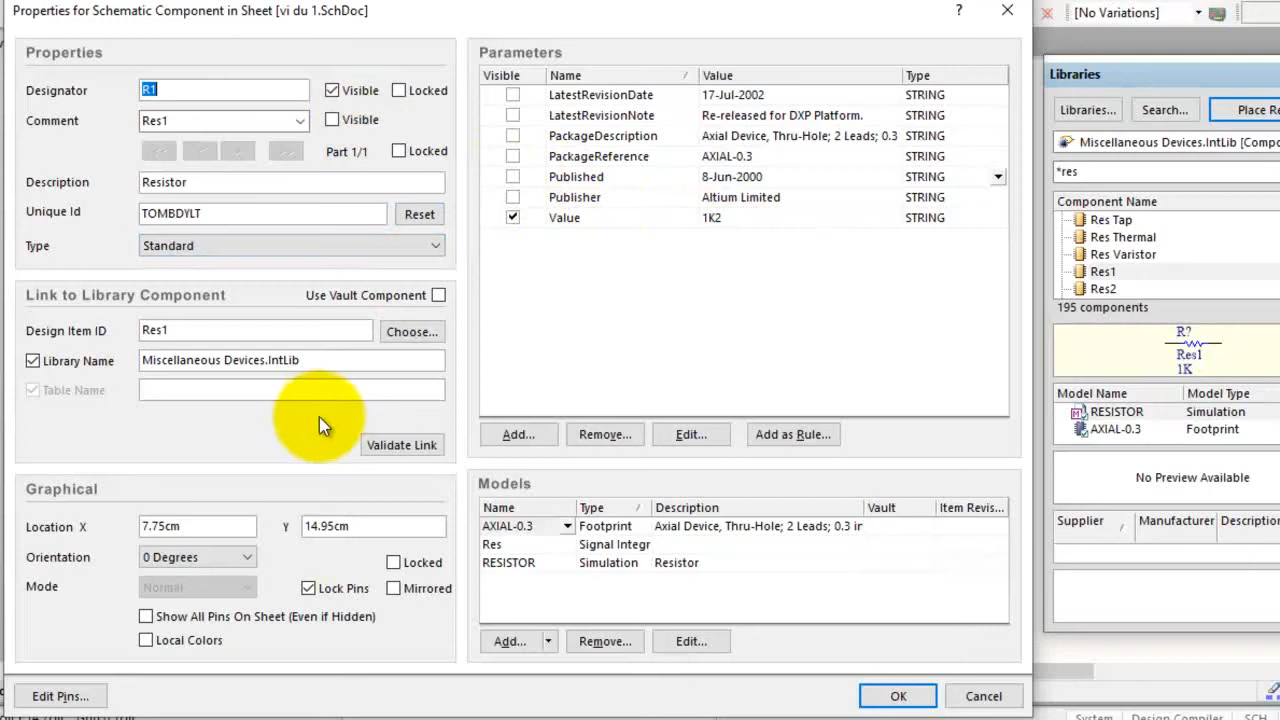 Properties for Schematic Component in Sheet [vi du 1.SchDoc]
?
Properties
Designator R1 Visible Locked
Comment Res1 Visible
Part 1/1 Locked
Description Resistor
Unique Id TOMBDYLT Reset
Type Standard
Link to Library Component Use Vault Component
Design Item ID Res1 Choose...
Library Name Miscellaneous Devices.IntLib
Table Name
Validate Link
Graphical
Location X 7.75cm Y 14.95cm
Orientation 0 Degrees Locked
Mode Normal Lock Pins Mirrored
Show All Pins On Sheet (Even if Hidden)
Local Colors
Edit Pins...
Parameters
Visible Name Value Type
LatestRevisionDate 17-Jul-2002 STRING
LatestRevisionNote Re-released for DXP Platform. STRING
PackageDescription Axial Device, Thru-Hole; 2 Leads; 0.3 STRING
PackageReference AXIAL-0.3 STRING
Published 8-Jun-2000 STRING
Publisher Altium Limited STRING
Value 1K2 STRING
Add... Remove... Edit... Add as Rule...
Models
Name Type Description Vault Item Revis...
AXIAL-0.3 Footprint Axial Device, Thru-Hole; 2 Leads; 0.3 ir
Res Signal Integr
RESISTOR Simulation Resistor
Add... Remove... Edit...
OK Cancel
[No Variations]
Libraries
Libraries... Search... Place Re
Miscellaneous Devices.IntLib [Compo
*res
Component Name
Res Tap
Res Thermal
Res Varistor
Res1
Res2
195 components
R?
Res1
1K
Model Name Model Type
RESISTOR Simulation
AXIAL-0.3 Footprint
No Preview Available
Supplier Manufacturer Description
System Design Compiler SCH